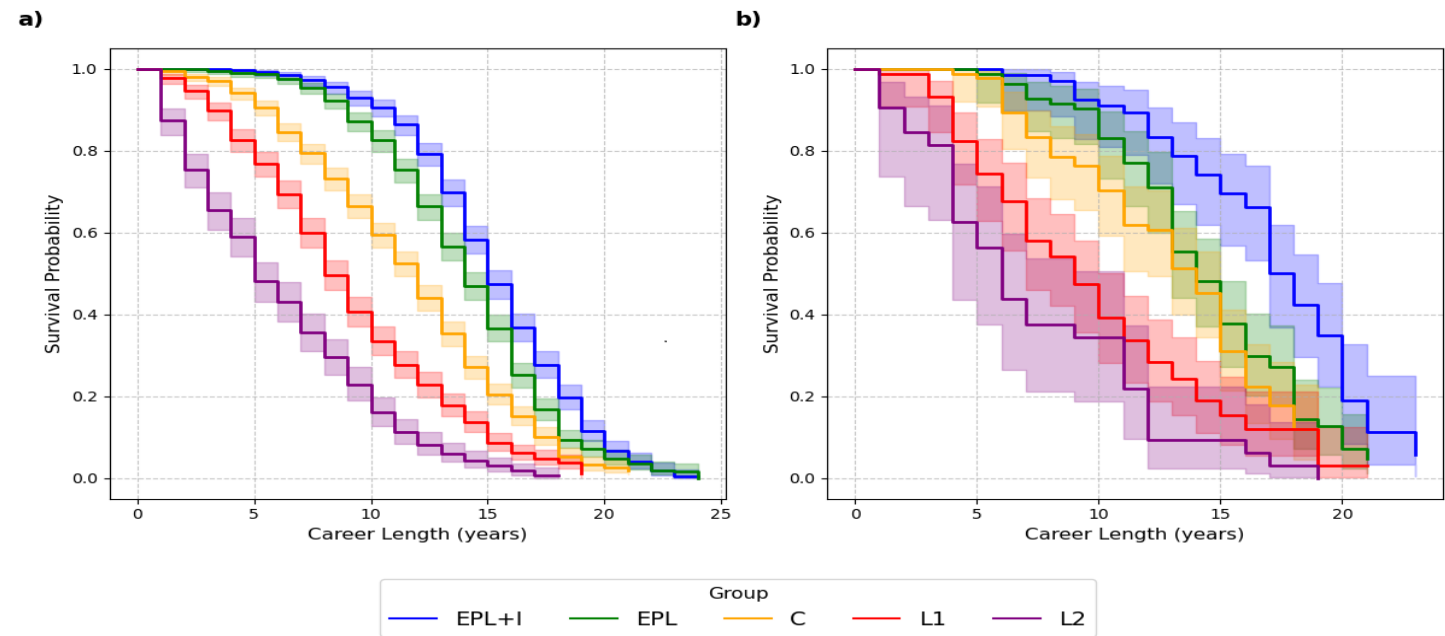 a)
Survival Probability
1.0
0.8
0.6
0.4
0.2
0.0
0 5 10 15 20 25
Career Length (years)
b)
Survival Probability
1.0
0.8
0.6
0.4
0.2
0.0
0 5 10 15 20
Career Length (years)
Group
EPL+I EPL C L1 L2